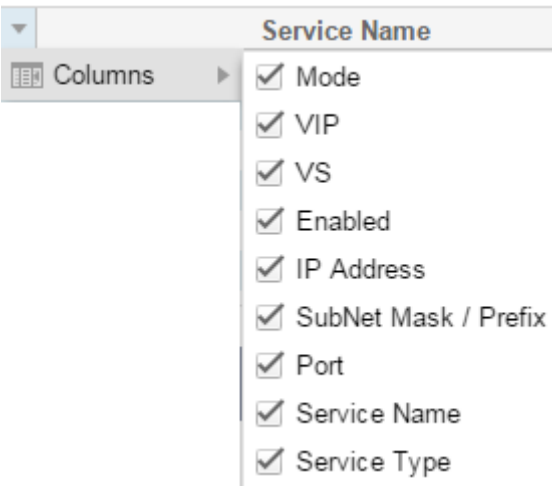 Service Name
Columns
Mode
VIP
VS
Enabled
IP Address
SubNet Mask / Prefix
Port
Service Name
Service Type